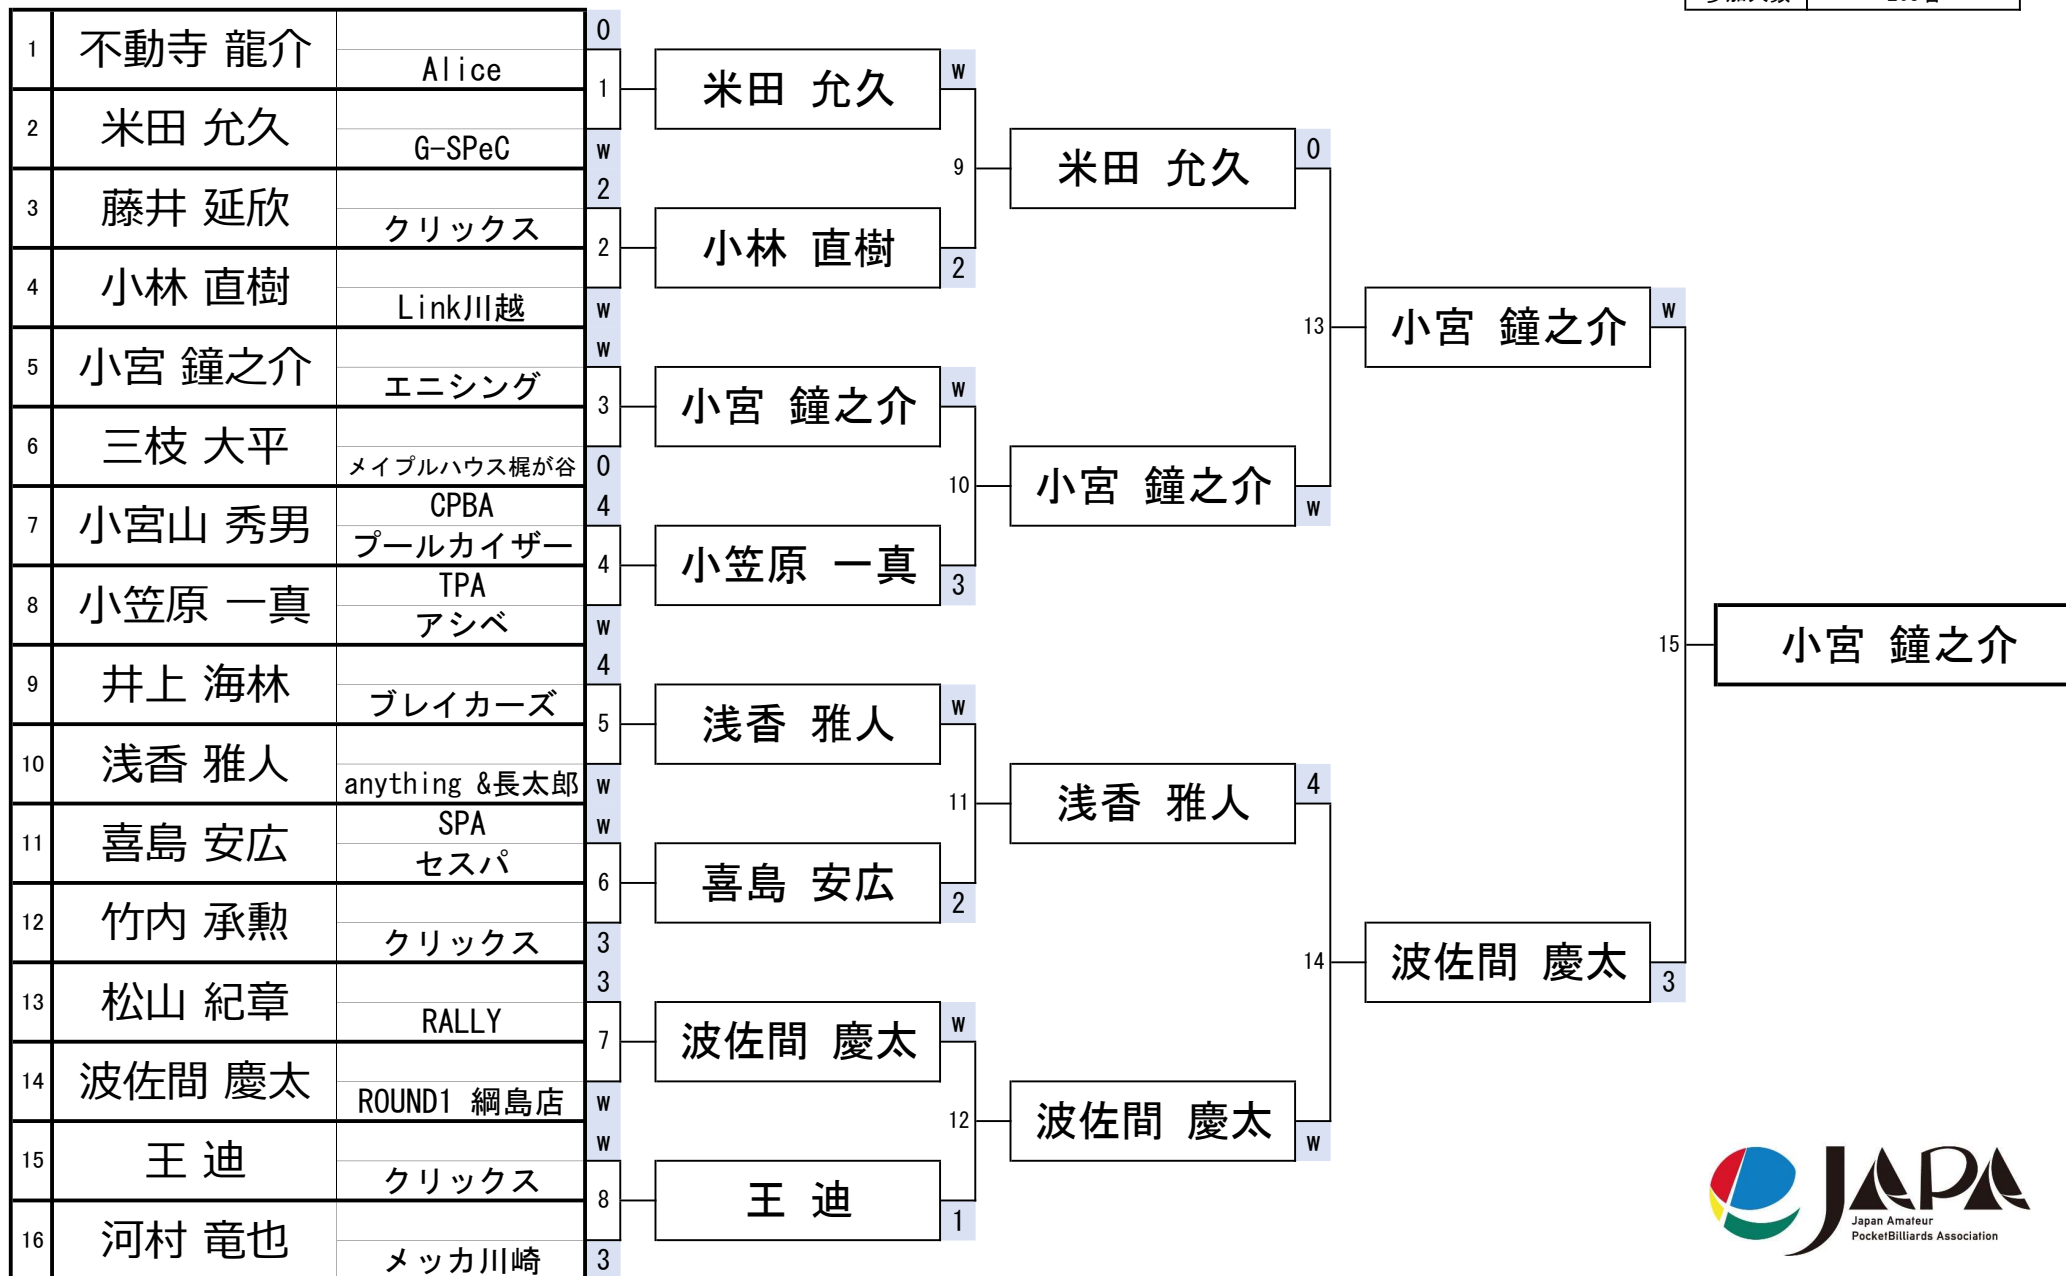 1 不動寺 龍介 Alice 0
2 米田 允久 G-SPeC W
3 藤井 延欣 クリックス 2
4 小林 直樹 Link川越 W
5 小宮 鐘之介 エニシング W
6 三枝 大平 メイプルハウス梶が谷 0
7 小宮山 秀男 CPBA プールカイザー 4
8 小笠原 一真 TPA アシベ W
9 井上 海林 ブレイカーズ 4
10 浅香 雅人 anything &長太郎 W
11 喜島 安広 SPA セスパ W
12 竹内 承勲 クリックス 3
13 松山 紀章 RALLY 3
14 波佐間 慶太 ROUND1 綱島店 W
15 王 迪 クリックス W
16 河村 竜也 メッカ川崎 3
1 米田 允久 W
2 小林 直樹 2
3 小宮 鐘之介 W
4 小笠原 一真 3
5 浅香 雅人 W
6 喜島 安広 2
7 波佐間 慶太 W
8 王 迪 1
9 米田 允久 0
10 小宮 鐘之介 W
11 浅香 雅人 4
12 波佐間 慶太 W
13 小宮 鐘之介 W
14 波佐間 慶太 3
15 小宮 鐘之介
JAPA
Japan Amateur
PocketBilliards Association